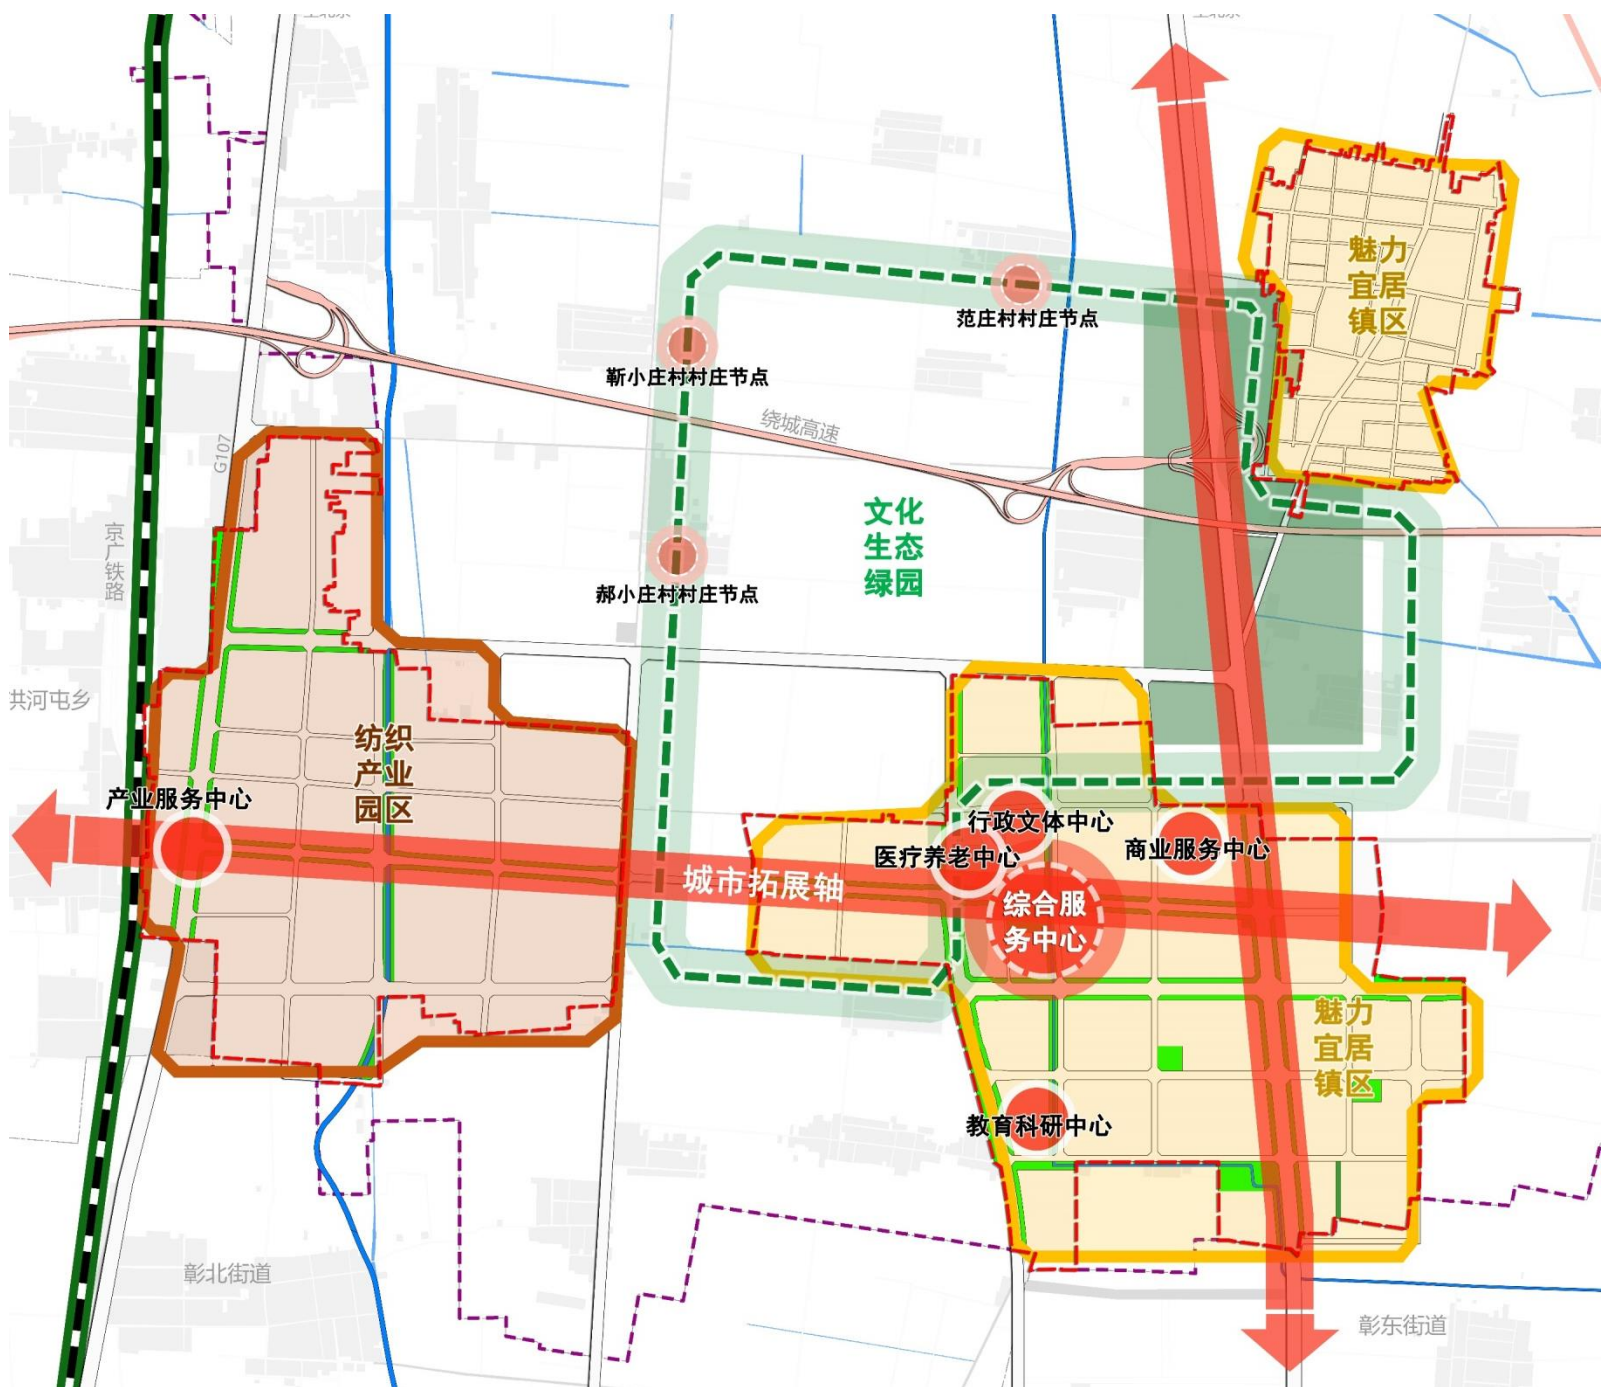 魅力
宜居
镇区
范庄村村庄节点
靳小庄村村庄节点
绕城高速
G107
文化
生态
绿园
京广铁路
郝小庄村村庄节点
洪河屯乡
纺织
产业
园区
产业服务中心
行政文体中心
医疗养老中心
商业服务中心
城市拓展轴
综合服
务中心
魅力
宜居
镇区
教育科研中心
彰北街道
彰东街道